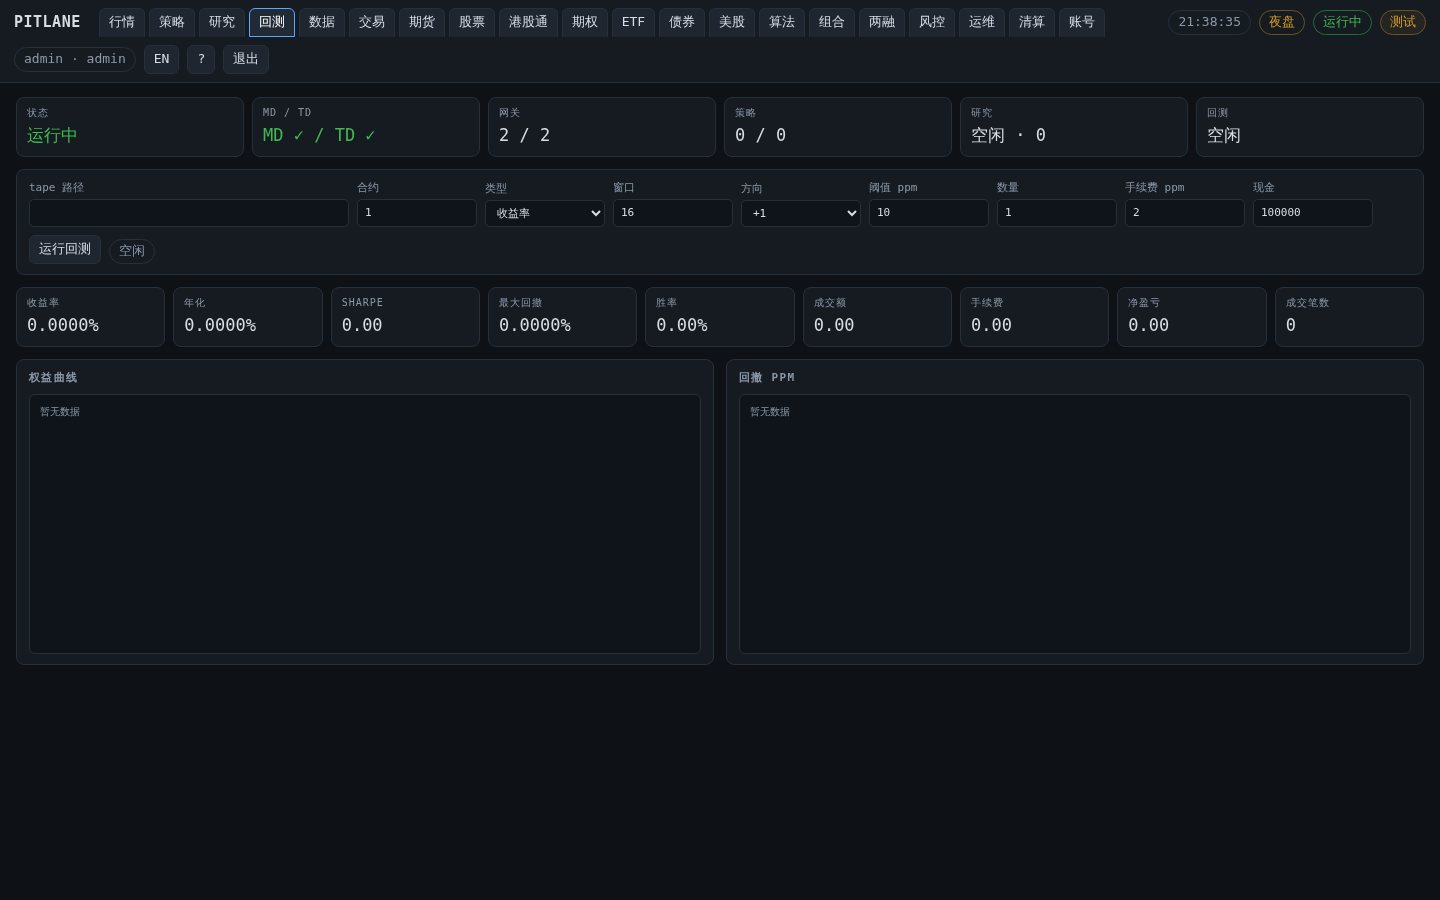 PITLANE 行情 策略 研究 回测 数据 交易 期货 股票 港股通 期权 ETF 债券 美股 算法 组合 两融 风控 运维 清算 账号 21:38:35 夜盘 运行中 测试
admin · admin EN ? 退出
状态 MD / TD 网关 策略 研究 回测
运行中 MD ✓ / TD ✓ 2 / 2 0 / 0 空闲 · 0 空闲
tape 路径 合约 类型 窗口 方向 阈值 ppm 数量 手续费 ppm 现金
1 收益率 16 +1 10 1 2 100000
运行回测 空闲
收益率 年化 SHARPE 最大回撤 胜率 成交额 手续费 净盈亏 成交笔数
0.0000% 0.0000% 0.00 0.0000% 0.00% 0.00 0.00 0.00 0
权益曲线 回撤 PPM
暂无数据 暂无数据